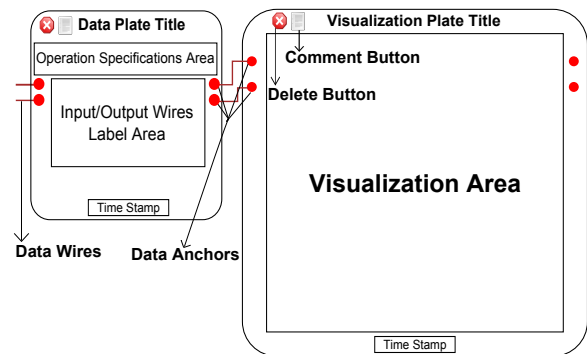 Data Plate Title
Operation Specifications Area
Input/Output Wires
Label Area
Time Stamp
Data Wires
Data Anchors
Visualization Plate Title
Comment Button
Delete Button
Visualization Area
Time Stamp